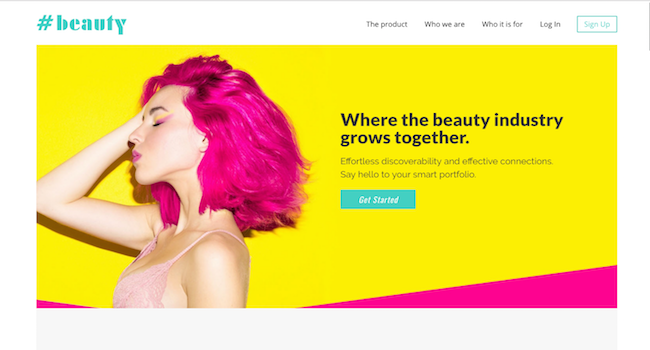 #beauty
The product
Who we are
Who it is for
Log In
Sign Up
Where the beauty industry
grows together.
Effortless discoverability and effective connections.
Say hello to your smart portfolio.
Get Started